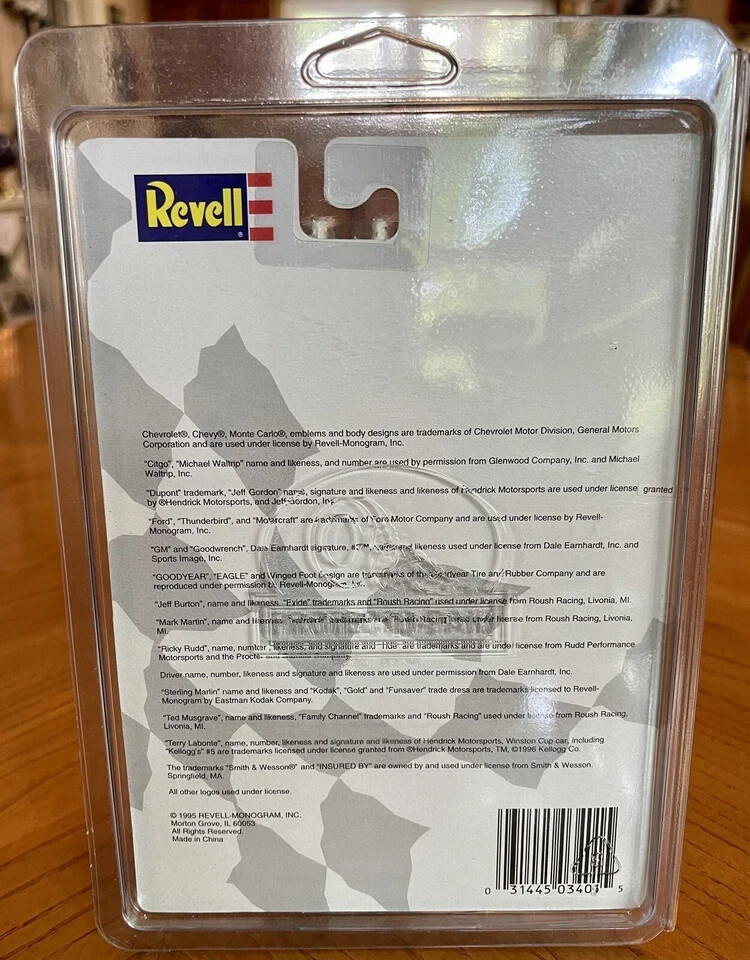 Revell®
Chevrolet®, Chevy®, Monte Carlo®, emblems and body designs are trademarks of Chevrolet Motor Division, General Motors
Corporation and are used under license by Revell-Monogram, Inc.
"Citgo", "Michael Waltrip" name and likeness, and number are used by permission from Glenwood Company, Inc. and Michael
Waltrip, Inc.
"Dupont" trademark, "Jeff Gordon" name, signature and likeness and likeness of Hendrick Motorsports are used under license granted
by ®Hendrick Motorsports, and Jeff Gordon, Inc.
"Ford", "Thunderbird", and "Motorcraft" are trademarks of Ford Motor Company and are used under license by Revell-
Monogram, Inc.
"GM" and "Goodwrench", Dale Earnhardt signature, likeness used under license from Dale Earnhardt, Inc. and
Sports Image, Inc.
"GOODYEAR", "EAGLE" and Winged Foot Design are trademarks of the Goodyear Tire and Rubber Company and are
reproduced under permission by Revell-Monogram, Inc.
"Jeff Burton", name and likeness, "Exide" trademarks and "Roush Racing" used under license from Roush Racing, Livonia, MI.
"Mark Martin", name and likeness, trademarks and "Roush Racing" used under license from Roush Racing, Livonia,
MI.
"Ricky Rudd", name, number, likeness, and signature and "Tide" are trademarks and are under license from Rudd Performance
Motorsports and the Procter
Driver name, number, likeness and signature and likeness are used under permission from Dale Earnhardt, Inc.
"Sterling Marlin" name and likeness and "Kodak", "Gold" and "Funsaver" trade dress are trademarks licensed to Revell-
Monogram by Eastman Kodak Company.
"Ted Musgrave", name and likeness, "Family Channel" trademarks and "Roush Racing" used under license from Roush Racing,
Livonia, MI.
"Terry Labonte", name, number, likeness and signature and likeness of Hendrick Motorsports, Winston Cup car, including
"Kellogg's" #5 are trademarks licensed under license granted from ®Hendrick Motorsports, TM, ©1996 Kellogg Co.
The trademarks "Smith & Wesson®" and "INSURED BY" are owned by and used under license from Smith & Wesson.
Springfield, MA.
All other logos used under license.
© 1995 REVELL-MONOGRAM, INC.
Morton Grove, IL 60053
All Rights Reserved.
Made in China
0 31445 03401 5